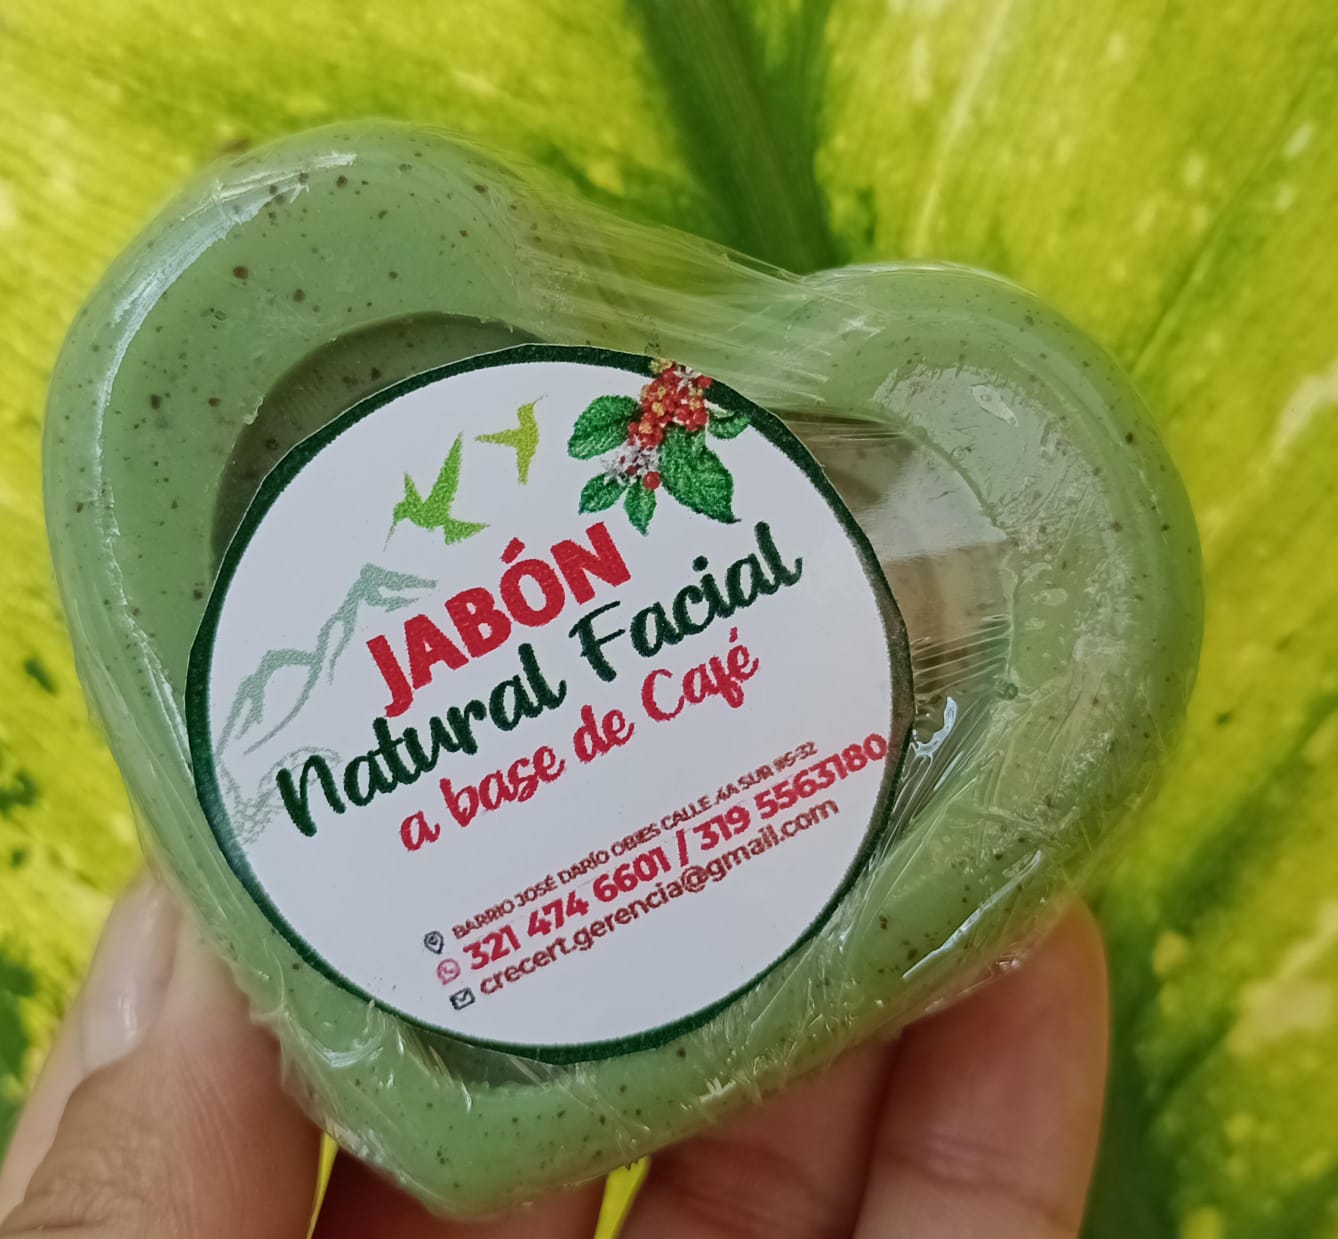 JABÓN
Natural Facial
a base de Café
BARRIO JOSÉ DARÍO OBIES CALLE 4A SUR #5-32
321 474 6601 / 319 5563180
crecert.gerencia@gmail.com